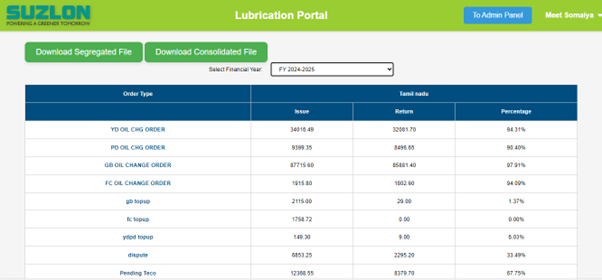 SUZLON
POWERING A GREENER TOMORROW
Lubrication Portal
To Admin Panel
Meet Somaiya
Download Segregated File
Download Consolidated File
Select Financial Year:
FY 2024-2025
Order Type Tamil nadu
Issue Return Percentage
YD OIL CHG ORDER 34016.49 32081.70 94.31%
PD OIL CHG ORDER 9399.35 8496.65 90.40%
GB OIL CHANGE ORDER 87715.60 85881.40 97.91%
FC OIL CHANGE ORDER 1915.80 1802.60 94.09%
gb topup 2115.00 29.00 1.37%
fc topup 1758.72 0.00 0.00%
ydpd topup 149.30 9.00 6.03%
dispute 6853.25 2295.20 33.49%
Pending Teco 12368.55 8379.70 67.75%